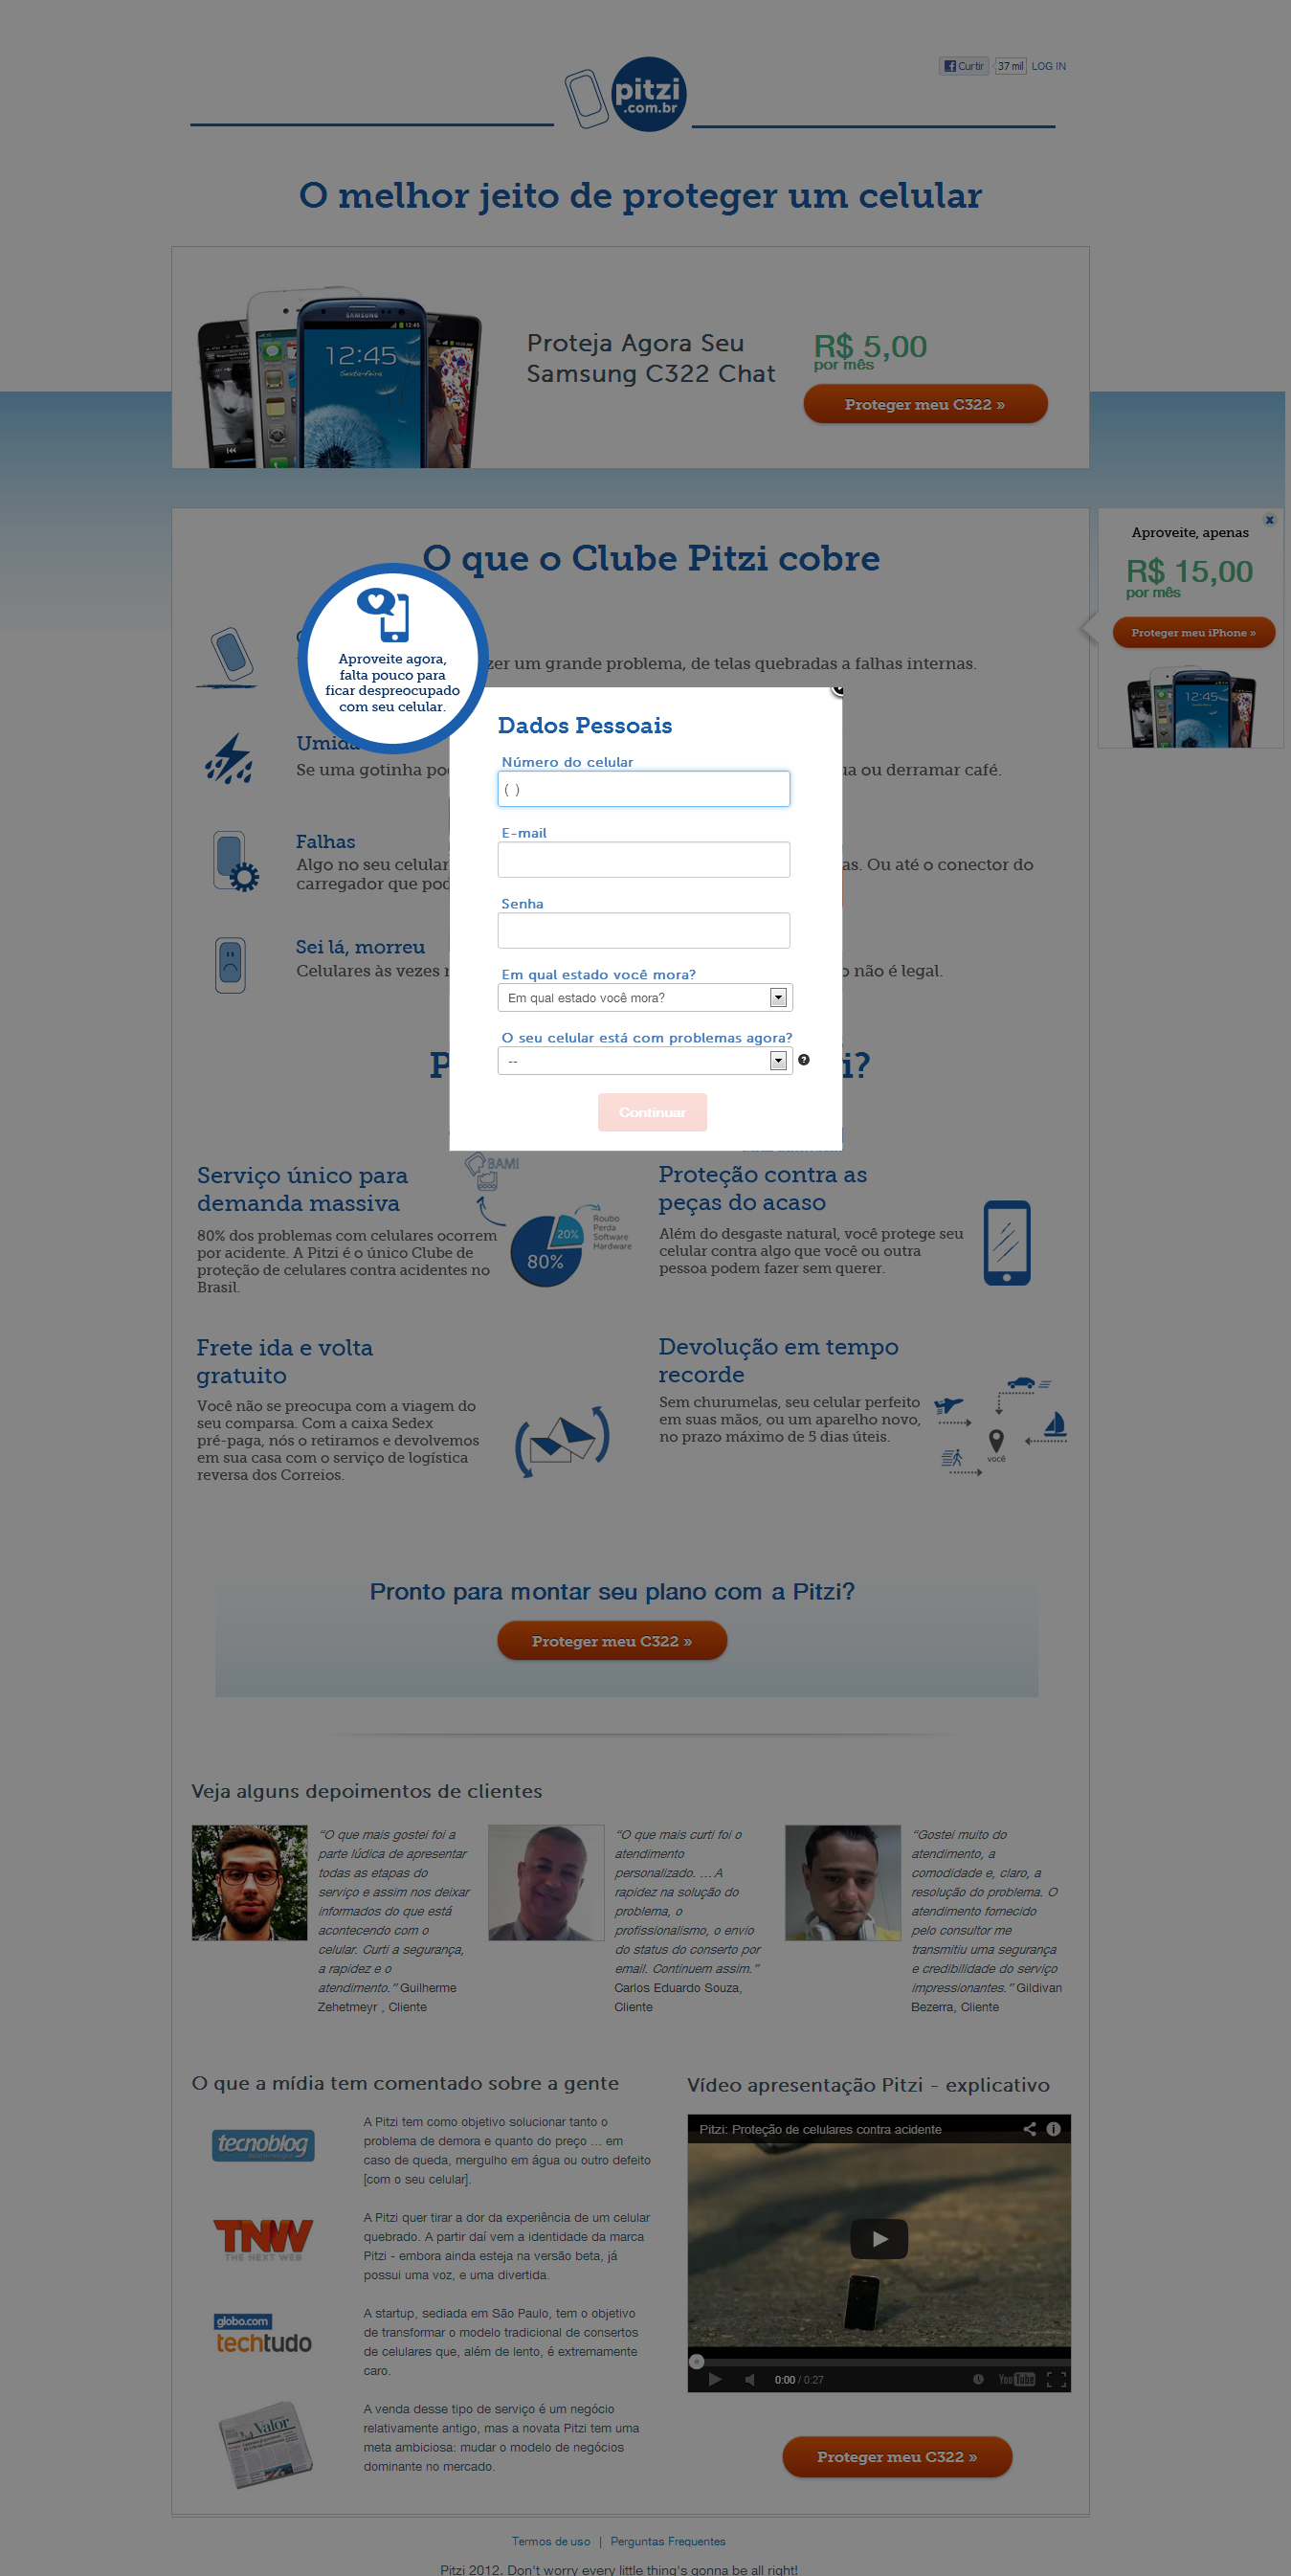 pitzi
.com.br
Curtir
37 mil
LOG IN
O melhor jeito de proteger um celular
SAMSUNG
12:45
Sexta-feira
Proteja Agora Seu
Samsung C322 Chat
R$ 5,00
por mês
Proteger meu C322 »
O que o Clube Pitzi cobre
x
Aproveite, apenas
R$ 15,00
por mês
Proteger meu iPhone »
Aproveite agora,
falta pouco para
ficar despreocupado
com seu celular.
zer um grande problema, de telas quebradas a falhas internas.
Umida
Se uma gotinha po
ua ou derramar café.
Falhas
Algo no seu celular
as. Ou até o conector do
carregador que pod
Sei lá, morreu
Celulares às vezes
o não é legal.
P
i?
Dados Pessoais
Número do celular
( )
E-mail
Senha
Em qual estado você mora?
Em qual estado você mora?
O seu celular está com problemas agora?
--
?
Continuar
Serviço único para
demanda massiva
80% dos problemas com celulares ocorrem
por acidente. A Pitzi é o único Clube de
proteção de celulares contra acidentes no
Brasil.
BAM!
80%
20%
Roubo
Perda
Software
Hardware
Proteção contra as
peças do acaso
Além do desgaste natural, você protege seu
celular contra algo que você ou outra
pessoa podem fazer sem querer.
Frete ida e volta
gratuito
Você não se preocupa com a viagem do
seu comparsa. Com a caixa Sedex
pré-paga, nós o retiramos e devolvemos
em sua casa com o serviço de logística
reversa dos Correios.
Devolução em tempo
recorde
Sem churumelas, seu celular perfeito
em suas mãos, ou um aparelho novo,
no prazo máximo de 5 dias úteis.
você
Pronto para montar seu plano com a Pitzi?
Proteger meu C322 »
Veja alguns depoimentos de clientes
“O que mais gostei foi a
parte lúdica de apresentar
todas as etapas do
serviço e assim nos deixar
informados do que está
acontecendo com o
celular. Curti a segurança,
a rapidez e o
atendimento.” Guilherme
Zehetmeyr , Cliente
“O que mais curti foi o
atendimento
personalizado. ... A
rapidez na solução do
problema, o
profissionalismo, o envio
do status do conserto por
email. Continuem assim.”
Carlos Eduardo Souza,
Cliente
“Gostei muito do
atendimento, a
comodidade e, claro, a
resolução do problema. O
atendimento fornecido
pelo consultor me
transmitiu uma segurança
e credibilidade do serviço
impressionantes.” Gildivan
Bezerra, Cliente
O que a mídia tem comentado sobre a gente
tecnoblog
A Pitzi tem como objetivo solucionar tanto o
problema de demora e quanto do preço ... em
caso de queda, mergulho em água ou outro defeito
[com o seu celular].
TNW
THE NEXT WEB
A Pitzi quer tirar a dor da experiência de um celular
quebrado. A partir daí vem a identidade da marca
Pitzi - embora ainda esteja na versão beta, já
possui uma voz, e uma divertida.
globo.com
techtudo
A startup, sediada em São Paulo, tem o objetivo
de transformar o modelo tradicional de consertos
de celulares que, além de lento, é extremamente
caro.
Valor
A venda desse tipo de serviço é um negócio
relativamente antigo, mas a novata Pitzi tem uma
meta ambiciosa: mudar o modelo de negócios
dominante no mercado.
Vídeo apresentação Pitzi - explicativo
Pitzi: Proteção de celulares contra acidente
0:00 / 0:27
YouTube
Proteger meu C322 »
Termos de uso | Perguntas Frequentes
Pitzi 2012. Don't worry every little thing's gonna be all right!